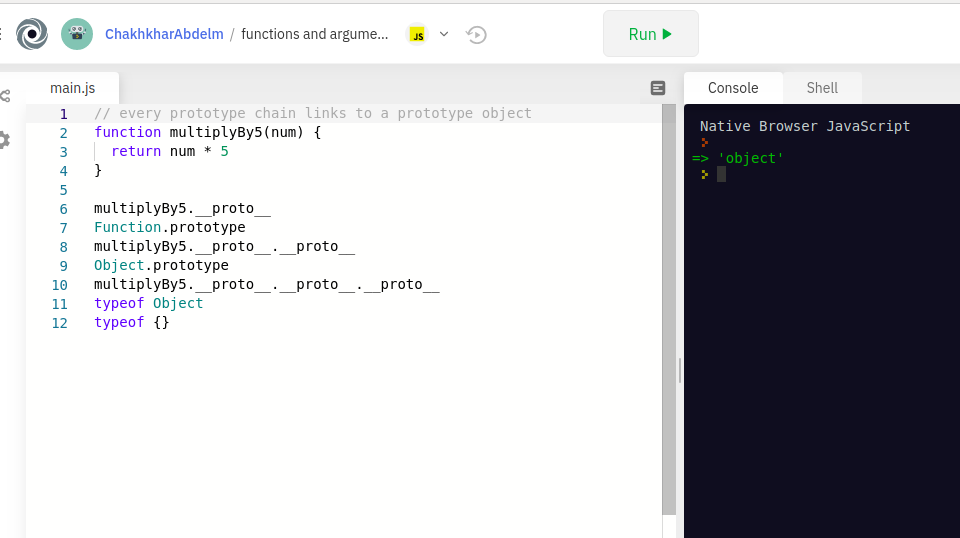 ChakhkharAbdelm / functions and argume... JS Run
main.js
Console Shell
1 // every prototype chain links to a prototype object
2 function multiplyBy5(num) {
3   return num * 5
4 }
5
6 multiplyBy5.__proto__
7 Function.prototype
8 multiplyBy5.__proto__.__proto__
9 Object.prototype
10 multiplyBy5.__proto__.__proto__.__proto__
11 typeof Object
12 typeof {}
Native Browser JavaScript
=> 'object'